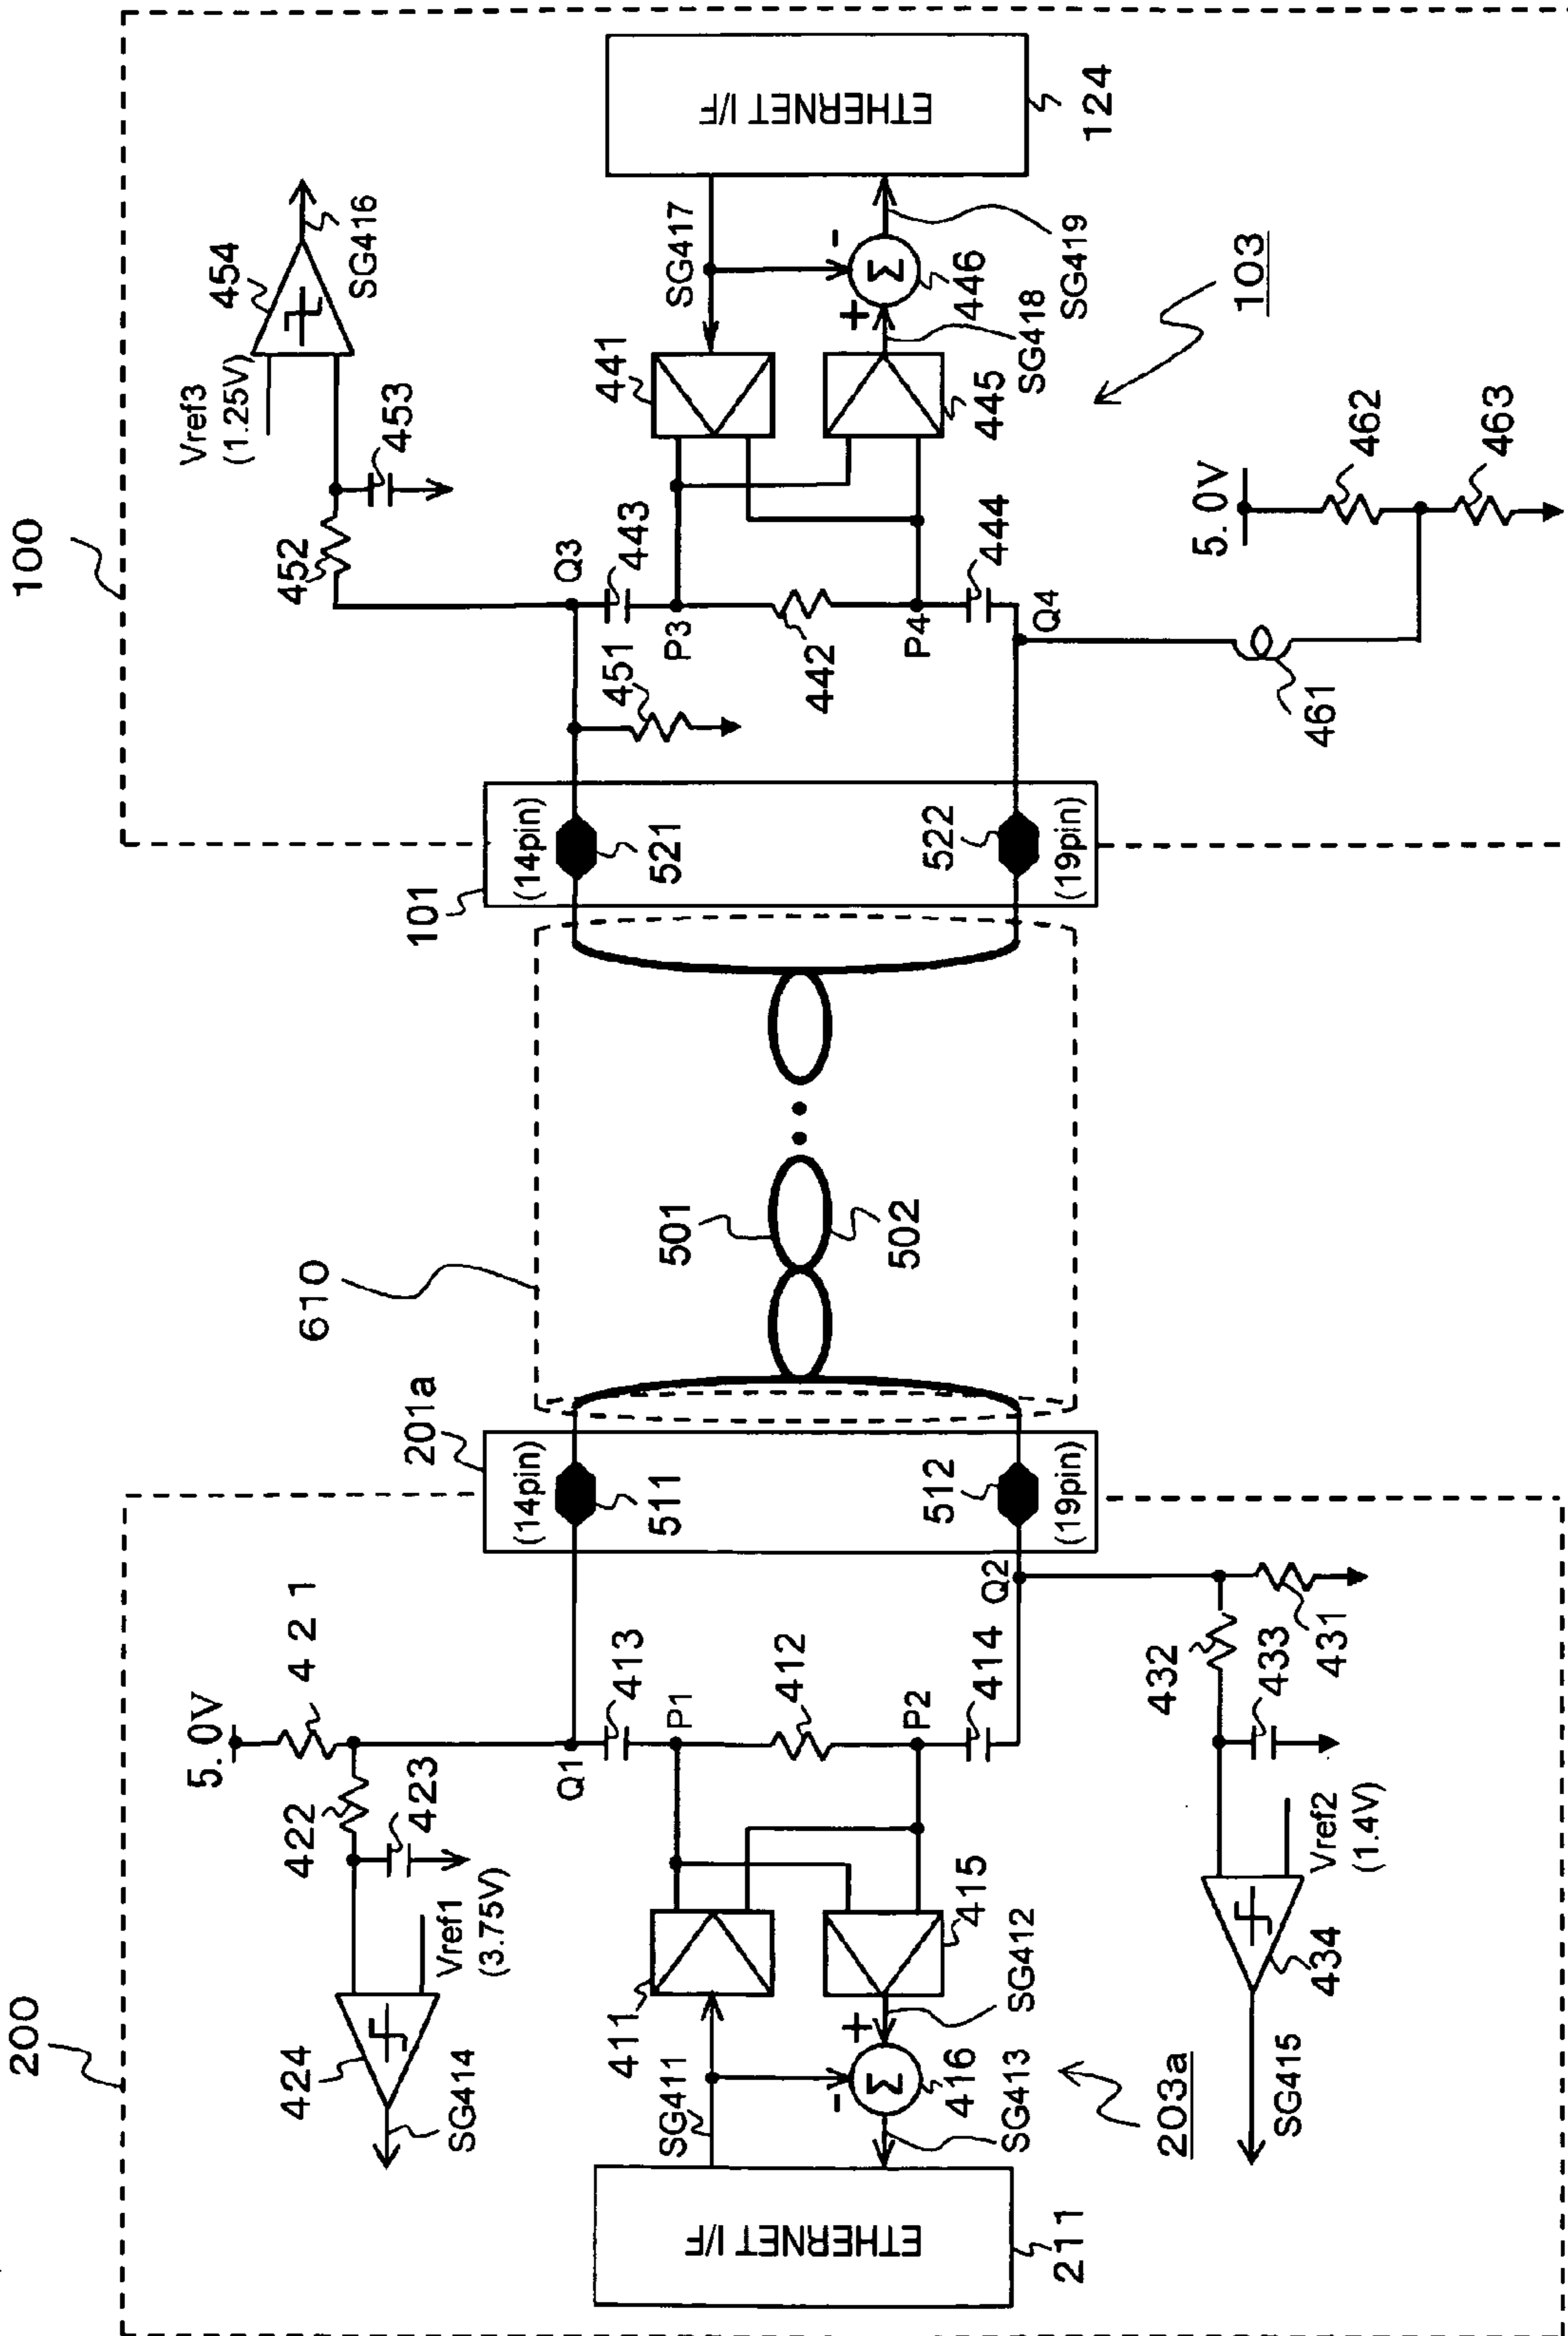 200
100
610
5.0V
4 2 1
422
423
424
SG414
Vref1
(3.75V)
Q1
413
P1
412
P2
414
Q2
411
SG411
415
SG412
416
SG413
+
-
Σ
ETHERNET I/F
211
203a
432
433
431
Vref2
(1.4V)
434
SG415
201a
(14pin)
511
512
(19pin)
501
502
101
(14pin)
521
522
(19pin)
451
452
453
Vref3
(1.25V)
454
SG416
Q3
443
P3
442
P4
444
Q4
441
SG417
445
SG418
446
SG419
+
-
Σ
ETHERNET I/F
124
103
461
5.0V
462
463